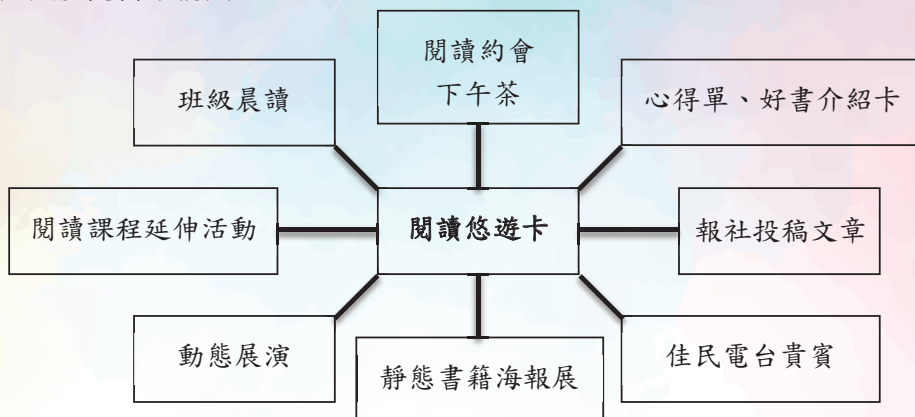 閱讀約會
下午茶
班級晨讀
心得單、好書介紹卡
閱讀課程延伸活動
閱讀悠遊卡
報社投稿文章
動態展演
靜態書籍海報展
佳民電台貴賓